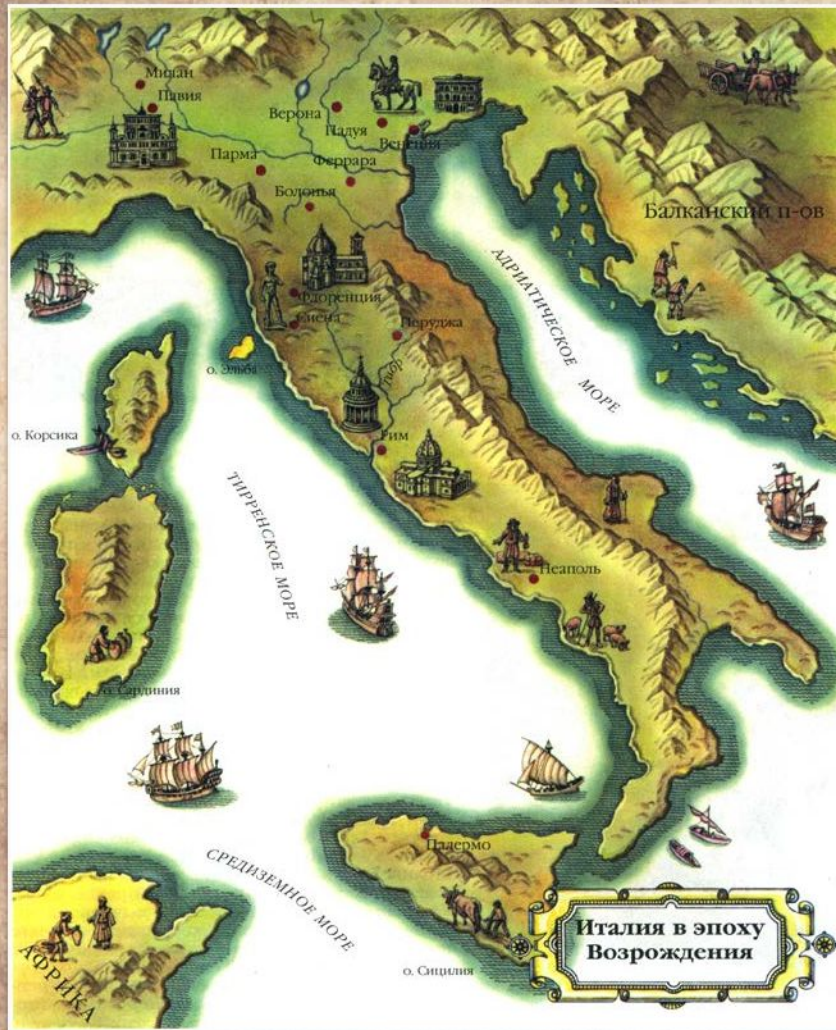 Милан
Павия
Верона
Падуя
Венеция
Парма
Феррара
Болонья
Балканский п-ов
АДРИАТИЧЕСКОЕ МОРЕ
Флоренция
Сиена
Перуджа
о. Эльба
Тибр
о. Корсика
Рим
ТИРРЕНСКОЕ МОРЕ
Неаполь
о. Сардиния
Палермо
СРЕДИЗЕМНОЕ МОРЕ
АФРИКА
о. Сицилия
Италия в эпоху
Возрождения